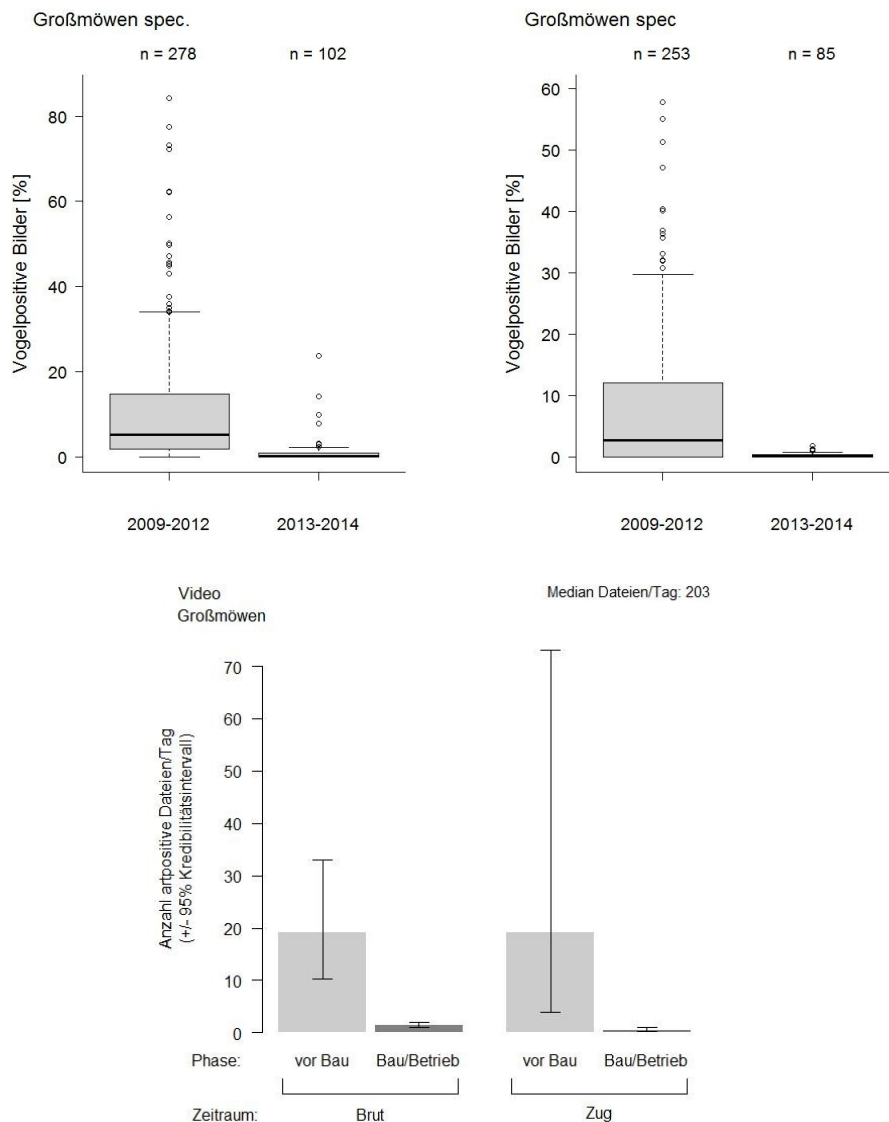 Großmöwen spec.
n = 278 n = 102
Vogelpositive Bilder [%]
80
60
40
20
0
2009-2012 2013-2014
Großmöwen spec
n = 253 n = 85
Vogelpositive Bilder [%]
60
50
40
30
20
10
0
2009-2012 2013-2014
Video
Großmöwen
Median Dateien/Tag: 203
Anzahl artpositive Dateien/Tag
(+/- 95% Kredibilitätsintervall)
70
60
50
40
30
20
10
0
Phase: vor Bau Bau/Betrieb vor Bau Bau/Betrieb
Zeitraum: Brut Zug